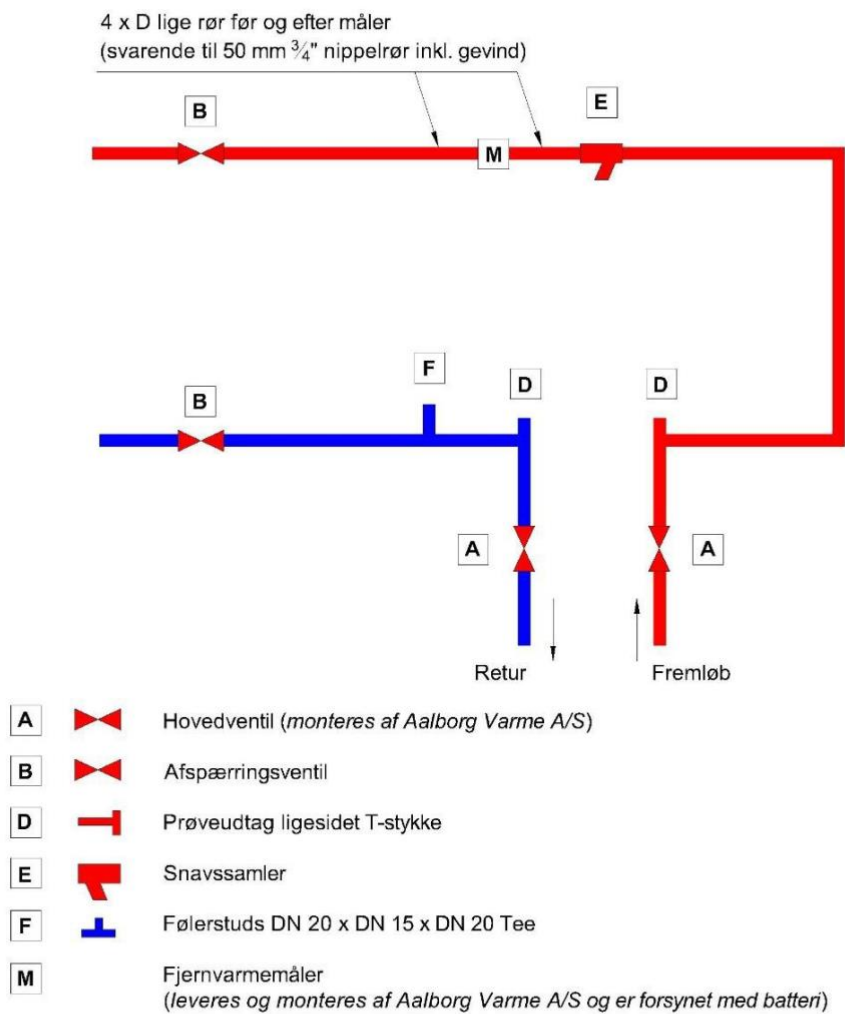 4 x D lige rør før og efter måler
(svarende til 50 mm ¾" nippelrør inkl. gevind)
E
B
M
F
D
D
B
A
A
Retur
Fremløb
A Hovedventil (monteres af Aalborg Varme A/S)
B Afspærringsventil
D Prøveudtag ligesidet T-stykke
E Snavssamler
F Følerstuds DN 20 x DN 15 x DN 20 Tee
M Fjernvarmemåler
(leveres og monteres af Aalborg Varme A/S og er forsynet med batteri)